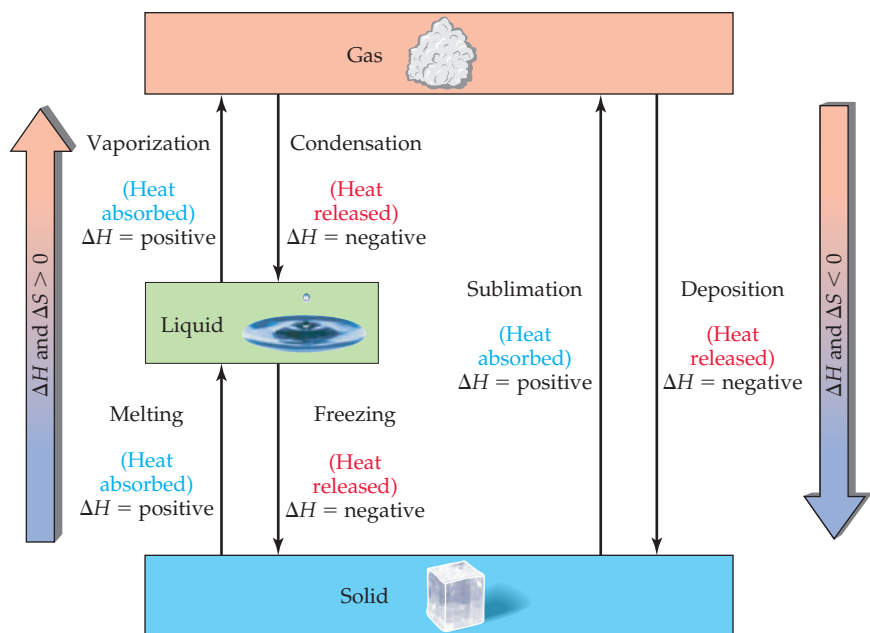 Gas
Vaporization
(Heat
absorbed)
ΔH = positive
Condensation
(Heat
released)
ΔH = negative
ΔH and ΔS > 0
Liquid
Sublimation
(Heat
absorbed)
ΔH = positive
Deposition
(Heat
released)
ΔH = negative
ΔH and ΔS < 0
Melting
(Heat
absorbed)
ΔH = positive
Freezing
(Heat
released)
ΔH = negative
Solid